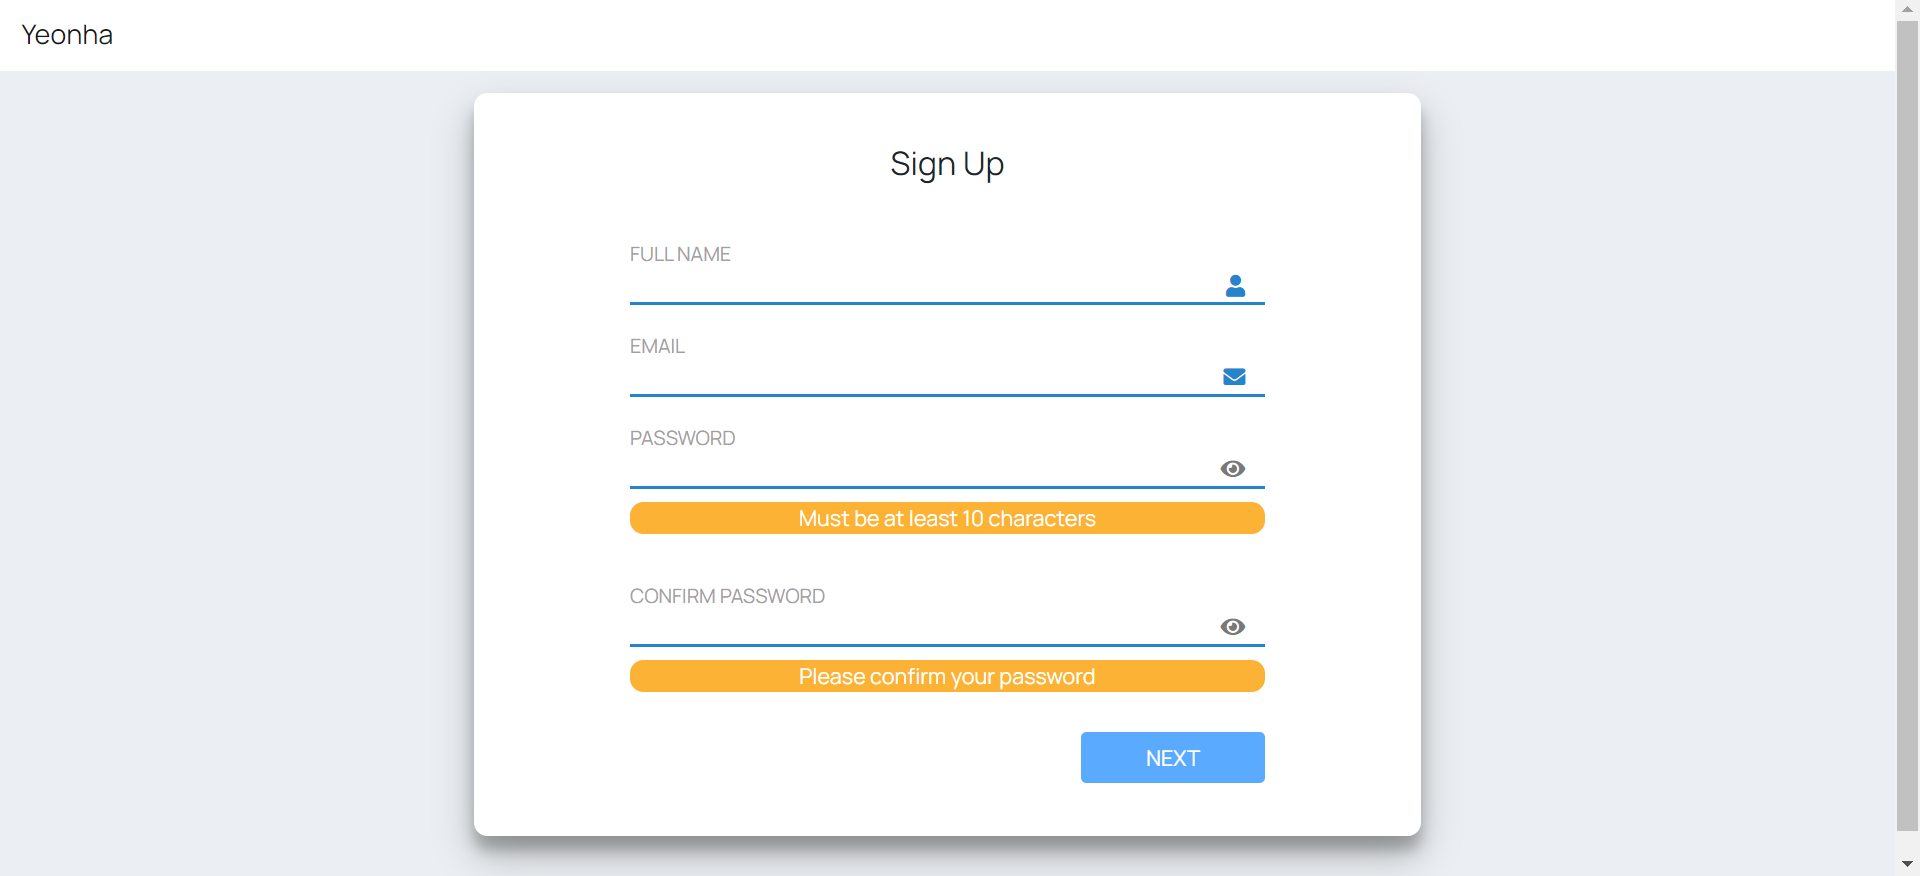 Yeonha
Sign Up
FULL NAME
EMAIL
PASSWORD
Must be at least 10 characters
CONFIRM PASSWORD
Please confirm your password
NEXT